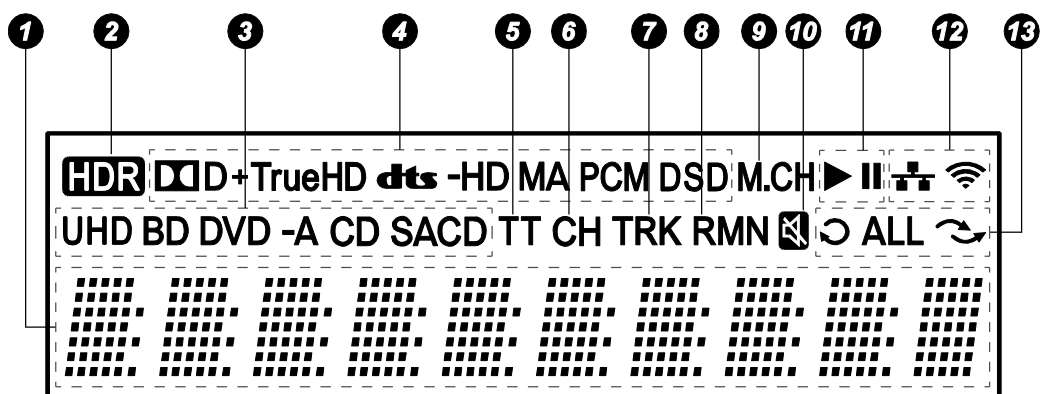 1 2 3 4 5 6 7 8 9 10 11 12 13
HDR D+TrueHD dts -HD MA PCM DSD M.CH
UHD BD DVD -A CD SACD TT CH TRK RMN ALL